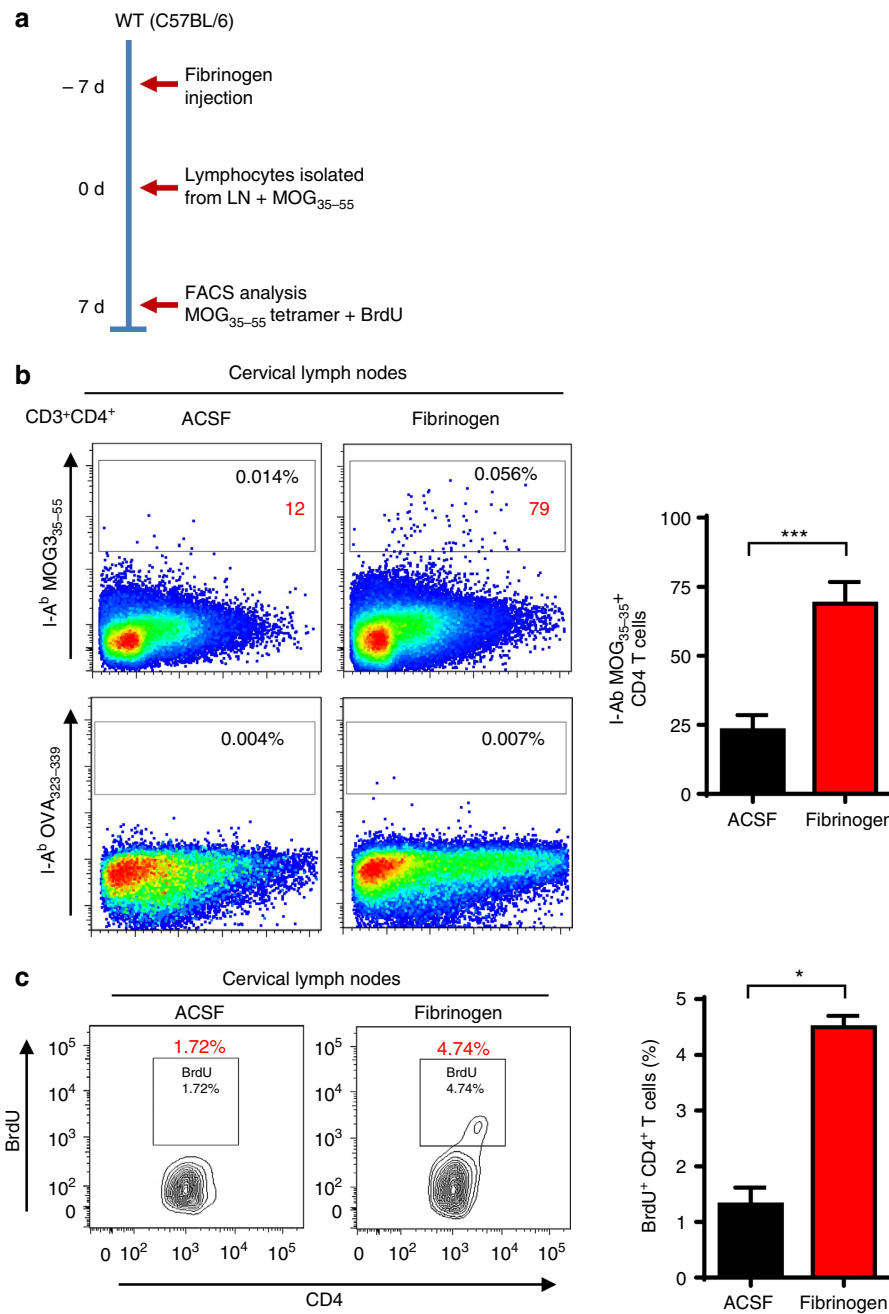 a
WT (C57BL/6)
– 7 d
Fibrinogen
injection
0 d
Lymphocytes isolated
from LN + MOG35–55
7 d
FACS analysis
MOG35–55 tetramer + BrdU
b
Cervical lymph nodes
CD3+CD4+
ACSF
Fibrinogen
I-Ab MOG335–55
0.014%
12
0.056%
79
I-Ab OVA323–339
0.004%
0.007%
I-Ab MOG35–35+
CD4 T cells
100
75
50
25
0
***
ACSF
Fibrinogen
c
Cervical lymph nodes
ACSF
Fibrinogen
BrdU
105
104
103
102
0
1.72%
BrdU
1.72%
0 102 103 104 105
105
104
103
102
0
4.74%
BrdU
4.74%
0 102 103 104 105
CD4
BrdU+ CD4+ T cells (%)
5
4
3
2
1
0
*
ACSF
Fibrinogen